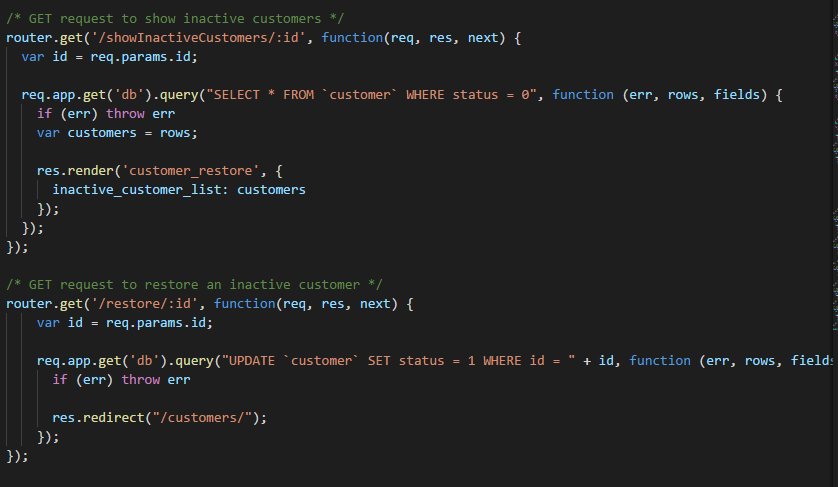 /* GET request to show inactive customers */
router.get('/showInactiveCustomers/:id', function(req, res, next) {
  var id = req.params.id;

  req.app.get('db').query("SELECT * FROM `customer` WHERE status = 0", function (err, rows, fields) {
    if (err) throw err
    var customers = rows;

    res.render('customer_restore', {
      inactive_customer_list: customers
    });
  });
});

/* GET request to restore an inactive customer */
router.get('/restore/:id', function(req, res, next) {
    var id = req.params.id;

    req.app.get('db').query("UPDATE `customer` SET status = 1 WHERE id = " + id, function (err, rows, fields
      if (err) throw err

      res.redirect("/customers/");
    });
});